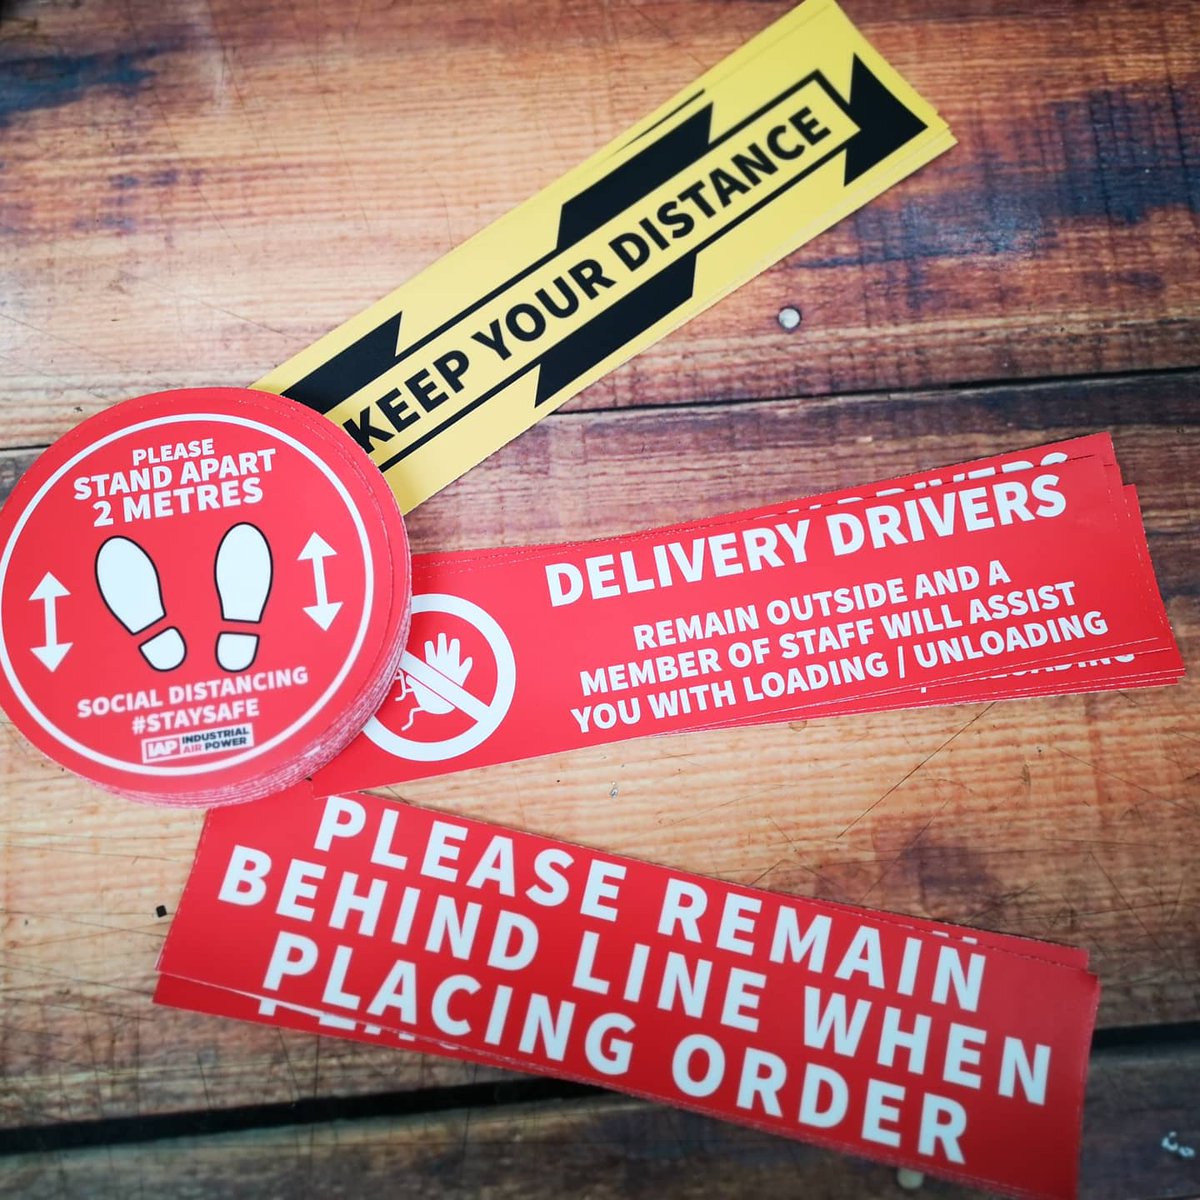 KEEP YOUR DISTANCE
PLEASE
STAND APART
2 METRES
SOCIAL DISTANCING
#STAYSAFE
IAP INDUSTRIAL
AIR POWER
DELIVERY DRIVERS
REMAIN OUTSIDE AND A
MEMBER OF STAFF WILL ASSIST
YOU WITH LOADING / UNLOADING
PLEASE REMAIN
BEHIND LINE WHEN
PLACING ORDER